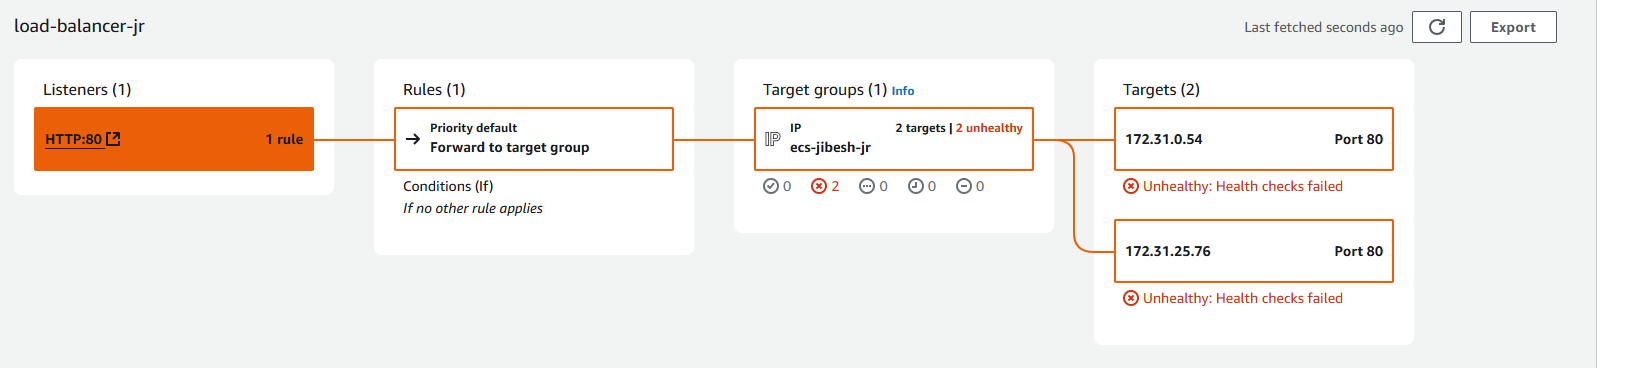 load-balancer-jr
Last fetched seconds ago
Export
Listeners (1)
HTTP:80
1 rule
Rules (1)
Priority default
Forward to target group
Conditions (If)
If no other rule applies
Target groups (1) Info
IP
IP
2 targets | 2 unhealthy
ecs-jibesh-jr
0
2
0
0
0
Targets (2)
172.31.0.54
Port 80
Unhealthy: Health checks failed
172.31.25.76
Port 80
Unhealthy: Health checks failed